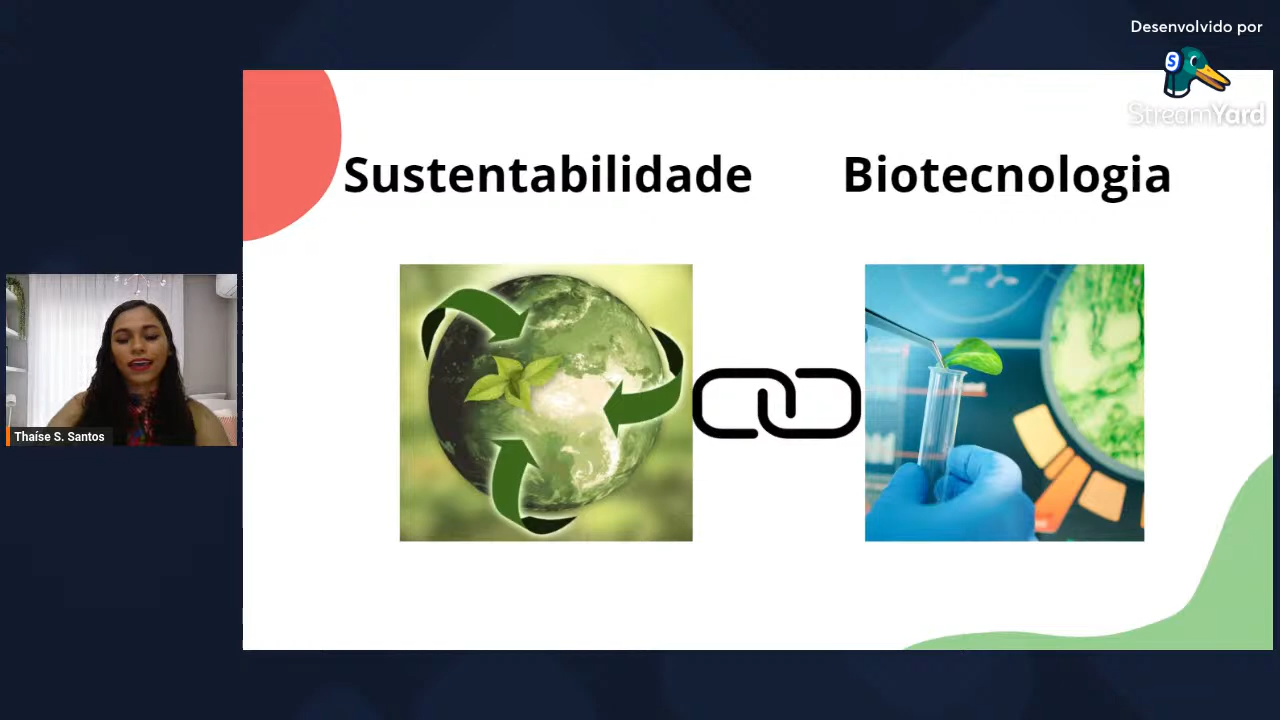 Desenvolvido por
StreamYard
Sustentabilidade
Biotecnologia
Thaíse S. Santos